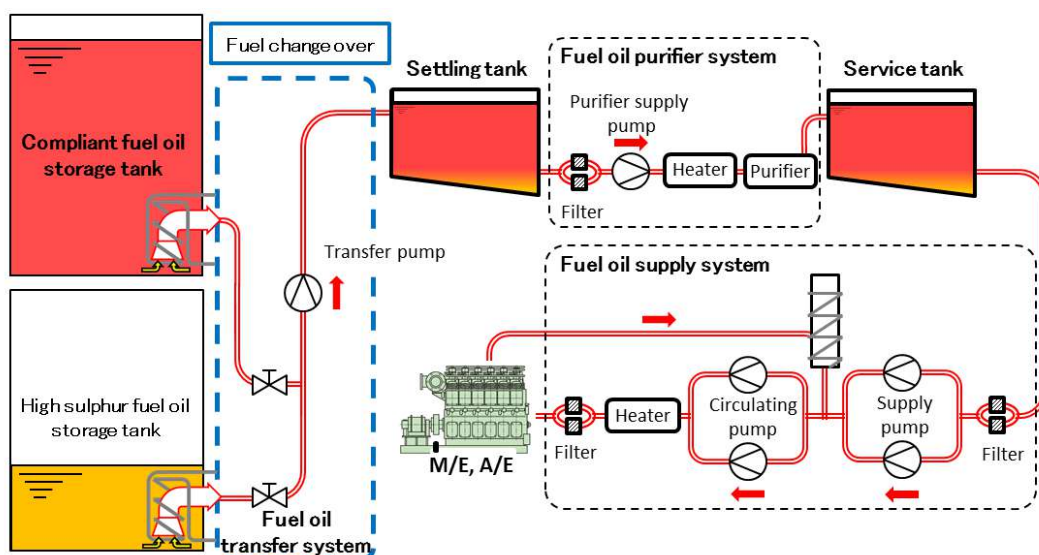 Fuel change over
Compliant fuel oil
storage tank
Settling tank
Fuel oil purifier system
Purifier supply
pump
Heater
Purifier
Filter
Service tank
Transfer pump
High sulphur fuel oil
storage tank
Fuel oil
transfer system
Fuel oil supply system
M/E, A/E
Filter
Heater
Circulating
pump
Supply
pump
Filter